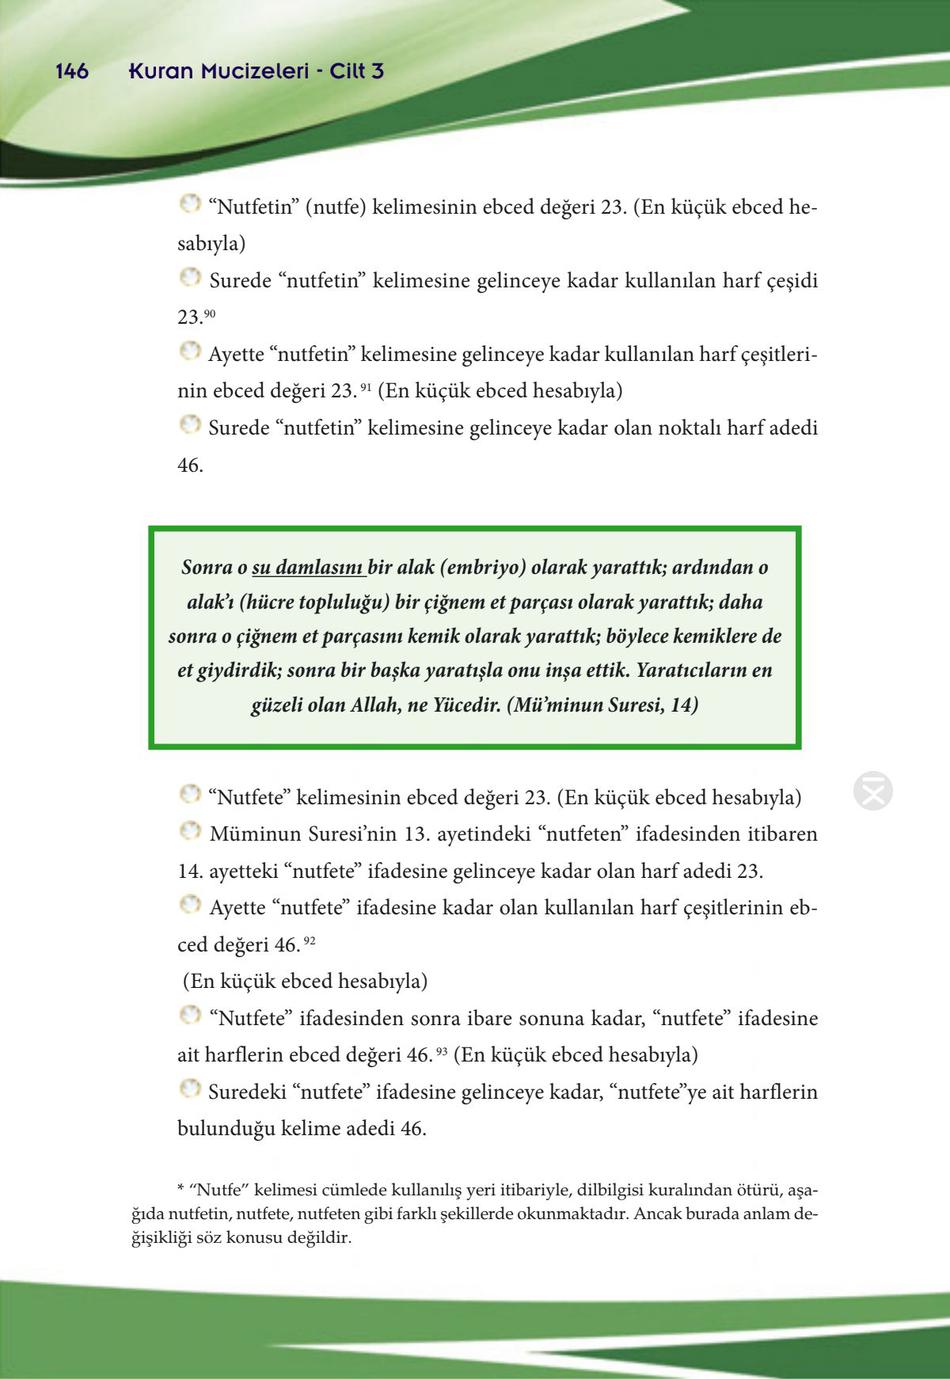 146 Kuran Mucizeleri - Cilt 3
“Nutfetin” (nutfe) kelimesinin ebced değeri 23. (En küçük ebced he-
sabıyla)
Surede “nutfetin” kelimesine gelinceye kadar kullanılan harf çeşidi
23.⁹⁰
Ayette “nutfetin” kelimesine gelinceye kadar kullanılan harf çeşitleri-
nin ebced değeri 23.⁹¹ (En küçük ebced hesabıyla)
Surede “nutfetin” kelimesine gelinceye kadar olan noktalı harf adedi
46.
Sonra o su damlasını bir alak (embriyo) olarak yarattık; ardından o
alak’ı (hücre topluluğu) bir çiğnem et parçası olarak yarattık; daha
sonra o çiğnem et parçasını kemik olarak yarattık; böylece kemiklere de
et giydirdik; sonra bir başka yaratışla onu inşa ettik. Yaratıcıların en
güzeli olan Allah, ne Yücedir. (Mü’minun Suresi, 14)
“Nutfete” kelimesinin ebced değeri 23. (En küçük ebced hesabıyla)
Müminun Suresi’nin 13. ayetindeki “nutfeten” ifadesinden itibaren
14. ayetteki “nutfete” ifadesine gelinceye kadar olan harf adedi 23.
Ayette “nutfete” ifadesine kadar olan kullanılan harf çeşitlerinin eb-
ced değeri 46.⁹²
(En küçük ebced hesabıyla)
“Nutfete” ifadesinden sonra ibare sonuna kadar, “nutfete” ifadesine
ait harflerin ebced değeri 46.⁹³ (En küçük ebced hesabıyla)
Suredeki “nutfete” ifadesine gelinceye kadar, “nutfete”ye ait harflerin
bulunduğu kelime adedi 46.
* “Nutfe” kelimesi cümlede kullanılış yeri itibariyle, dilbilgisi kuralından ötürü, aşa-
ğıda nutfetin, nutfete, nutfeten gibi farklı şekillerde okunmaktadır. Ancak burada anlam de-
ğişikliği söz konusu değildir.